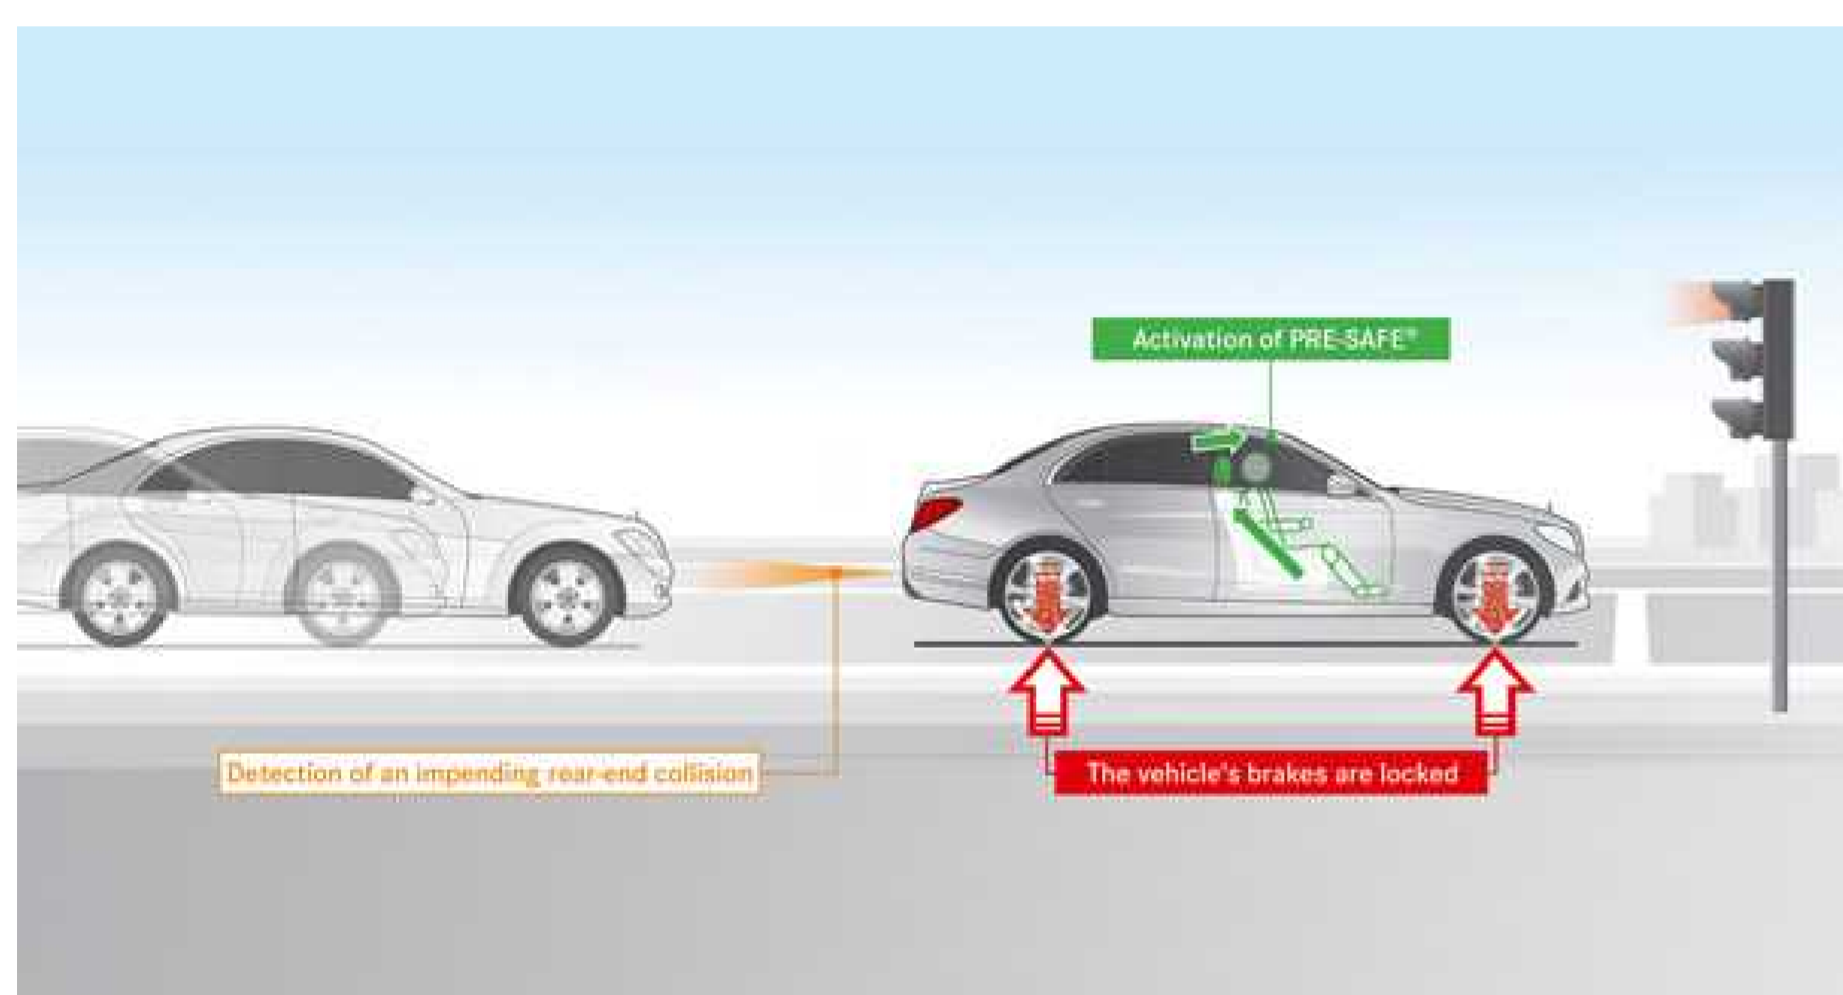 Activation of PRE-SAFE®
Detection of an impending rear-end collision
The vehicle's brakes are locked